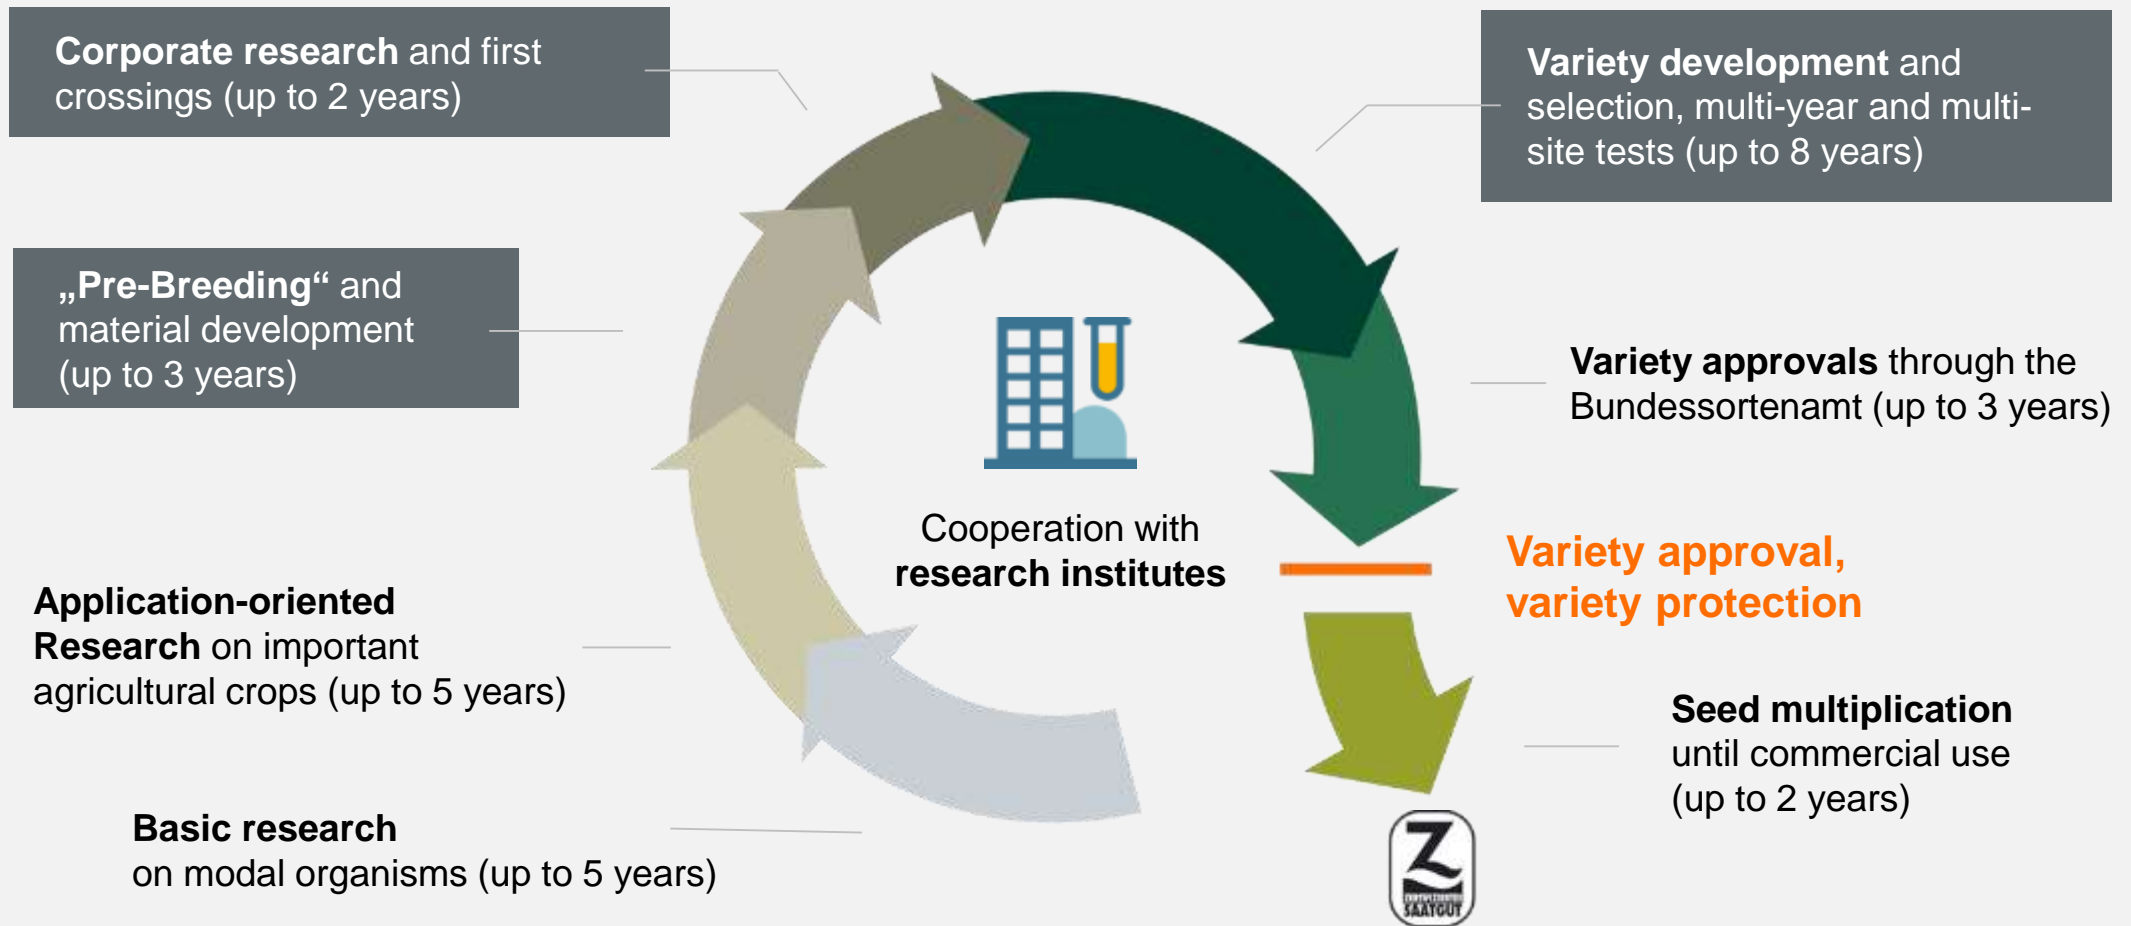 Corporate research and first
crossings (up to 2 years)
Variety development and
selection, multi-year and multi-
site tests (up to 8 years)
„Pre-Breeding“ and
material development
(up to 3 years)
Variety approvals through the
Bundessortenamt (up to 3 years)
Cooperation with
research institutes
Variety approval,
variety protection
Application-oriented
Research on important
agricultural crops (up to 5 years)
Seed multiplication
until commercial use
(up to 2 years)
Basic research
on modal organisms (up to 5 years)
Z
SAATGUT